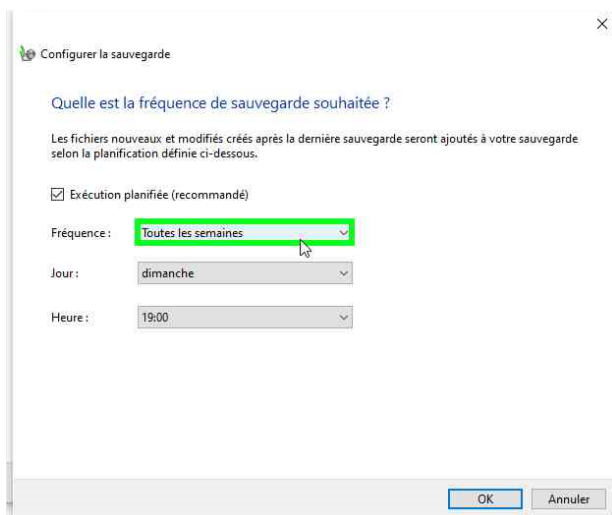 Configurer la sauvegarde
Quelle est la fréquence de sauvegarde souhaitée ?
Les fichiers nouveaux et modifiés créés après la dernière sauvegarde seront ajoutés à votre sauvegarde
selon la planification définie ci-dessous.
Exécution planifiée (recommandé)
Fréquence : Toutes les semaines
Jour : dimanche
Heure : 19:00
OK Annuler